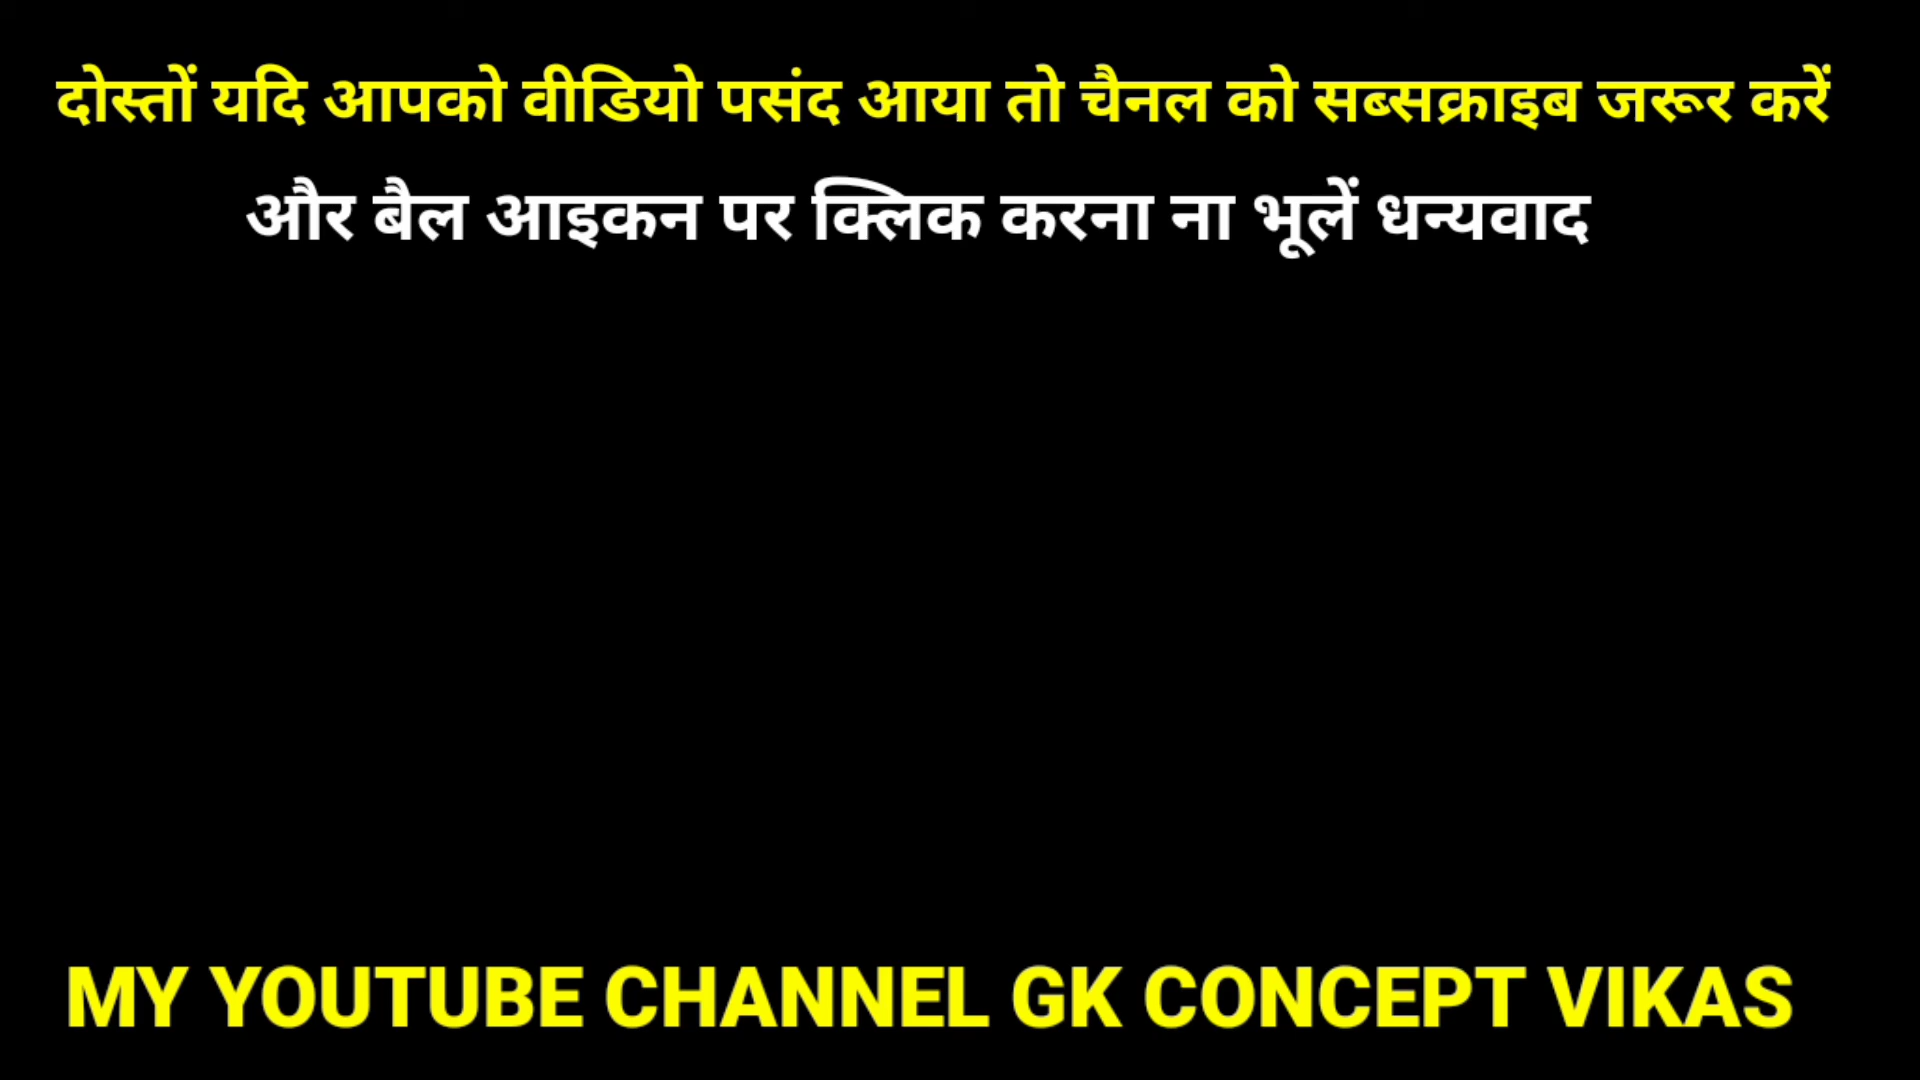 दोस्तों यदि आपको वीडियो पसंद आया तो चैनल को सब्सक्राइब जरूर करें
और बैल आइकन पर क्लिक करना ना भूलें धन्यवाद
MY YOUTUBE CHANNEL GK CONCEPT VIKAS